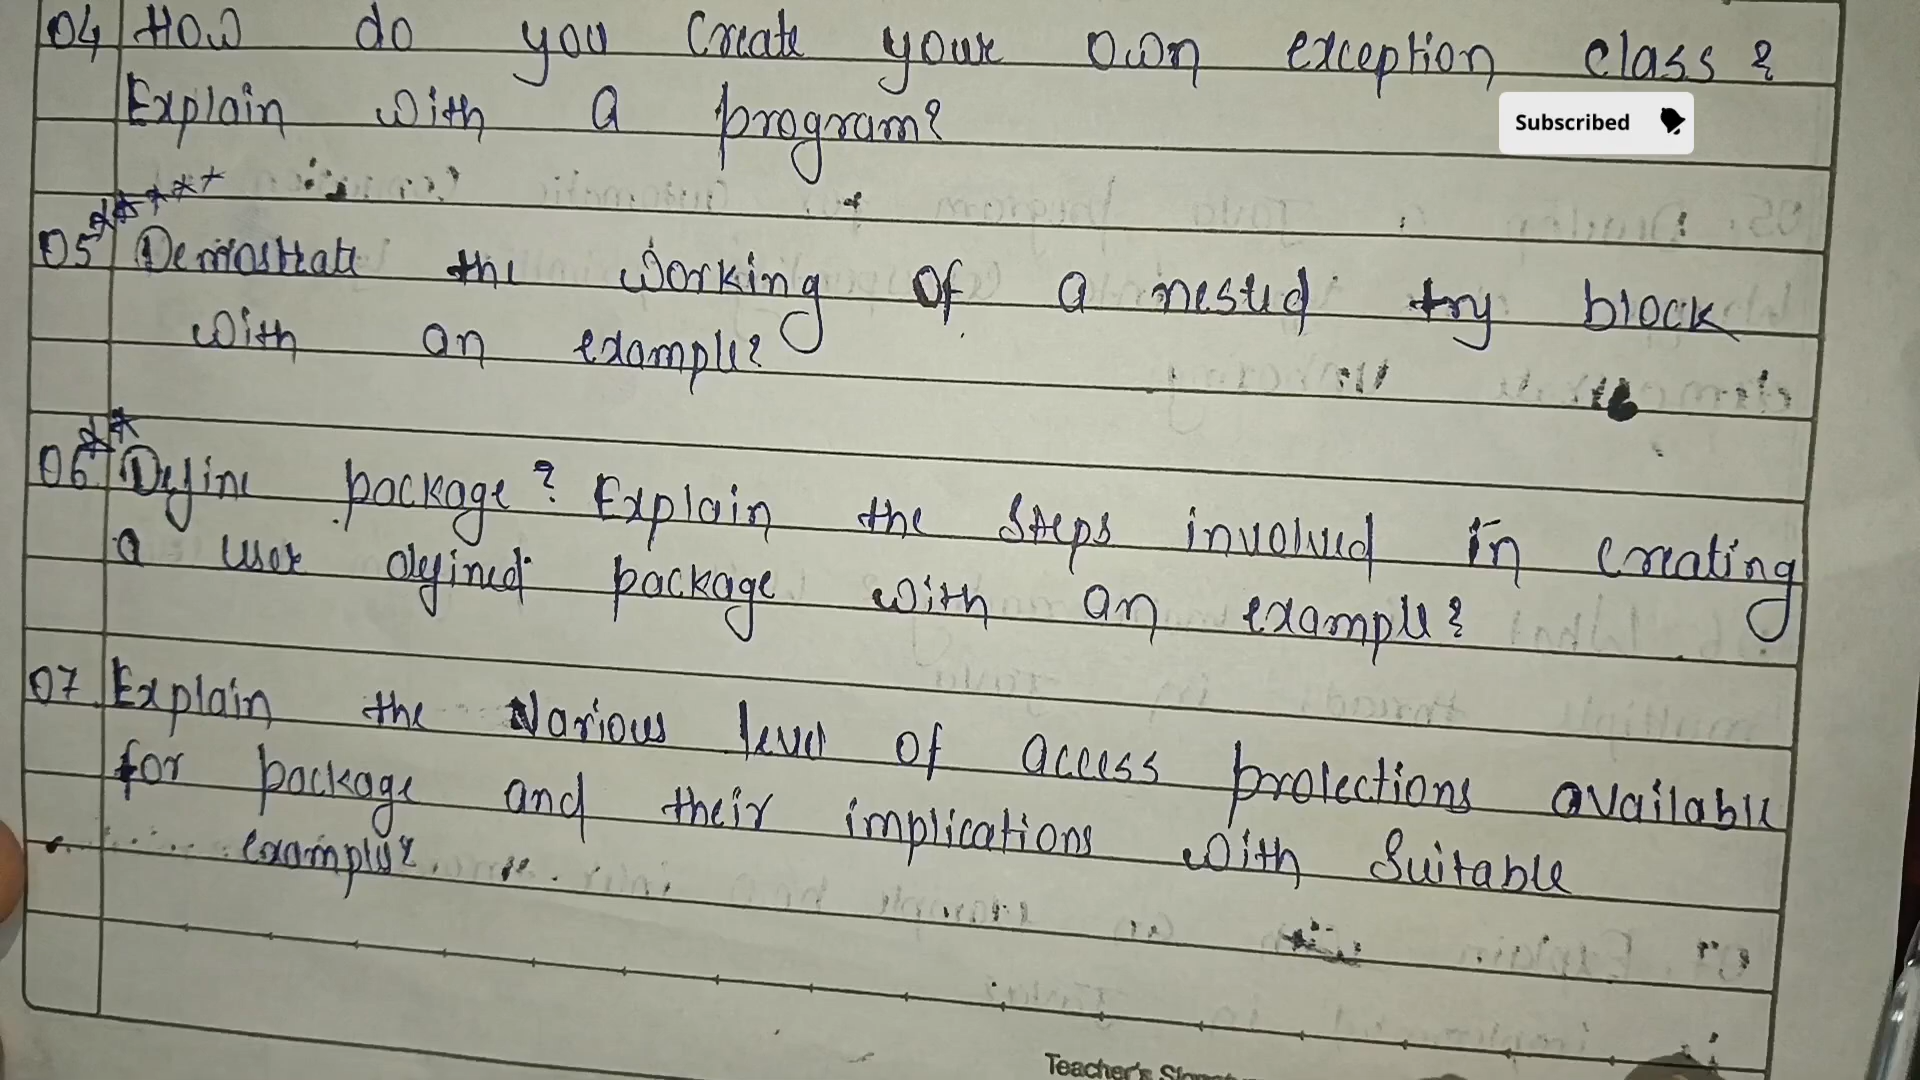 04 How do you Create your own exception class?
Explain with a program?
Subscribed
05 Demostrate the working of a nested try block
with an example?
06 Define package? Explain the steps involved in creating
a user defined package with an example?
07 Explain the various level of access protections available
for package and their implications with Suitable
example?
Teacher's